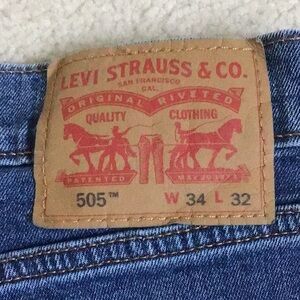 LEVI STRAUSS & CO.
SAN FRANCISCO
CAL.
ORIGINAL RIVETED
QUALITY CLOTHING
PATENTED MAY 20 1873
505™ W 34 L 32